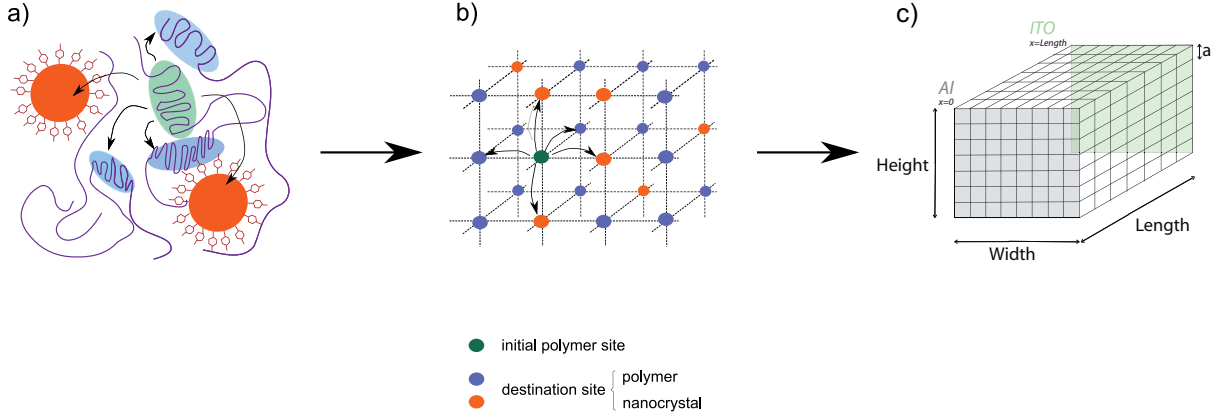 a)
b)
c)
ITO
x=Length
a
Al
x=0
Height
Width
Length
initial polymer site
destination site
polymer
nanocrystal